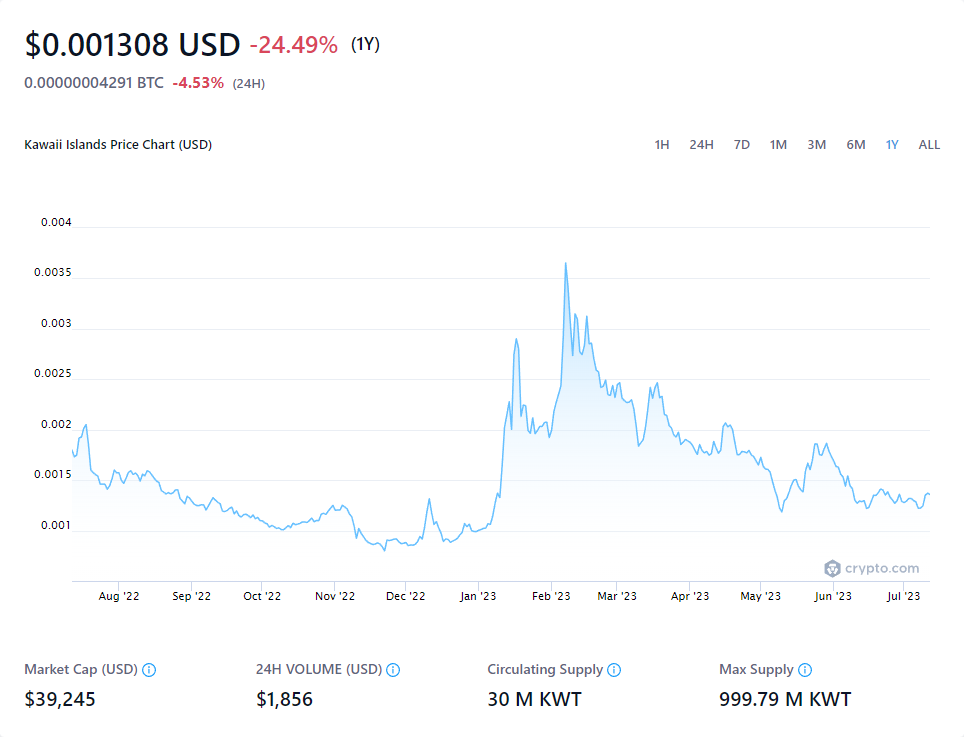 $0.001308 USD -24.49% (1Y)
0.00000004291 BTC -4.53% (24H)
Kawaii Islands Price Chart (USD)
1H 24H 7D 1M 3M 6M 1Y ALL
0.004
0.0035
0.003
0.0025
0.002
0.0015
0.001
crypto.com
Aug '22 Sep '22 Oct '22 Nov '22 Dec '22 Jan '23 Feb '23 Mar '23 Apr '23 May '23 Jun '23 Jul '23
Market Cap (USD) 24H VOLUME (USD) Circulating Supply Max Supply
$39,245 $1,856 30 M KWT 999.79 M KWT